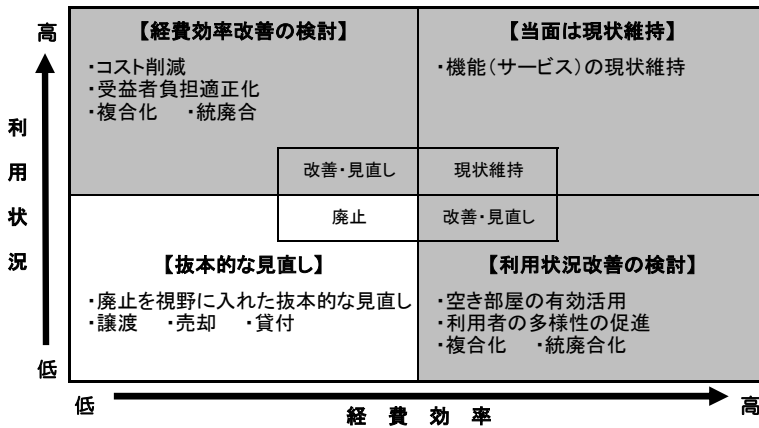 高
利用状況
低
【経費効率改善の検討】
・コスト削減
・受益者負担適正化
・複合化　・統廃合
【当面は現状維持】
・機能(サービス)の現状維持
改善・見直し
現状維持
廃止
改善・見直し
【抜本的な見直し】
・廃止を視野に入れた抜本的な見直し
・譲渡　・売却　・貸付
【利用状況改善の検討】
・空き部屋の有効活用
・利用者の多様性の促進
・複合化　・統廃合化
低
経費効率
高